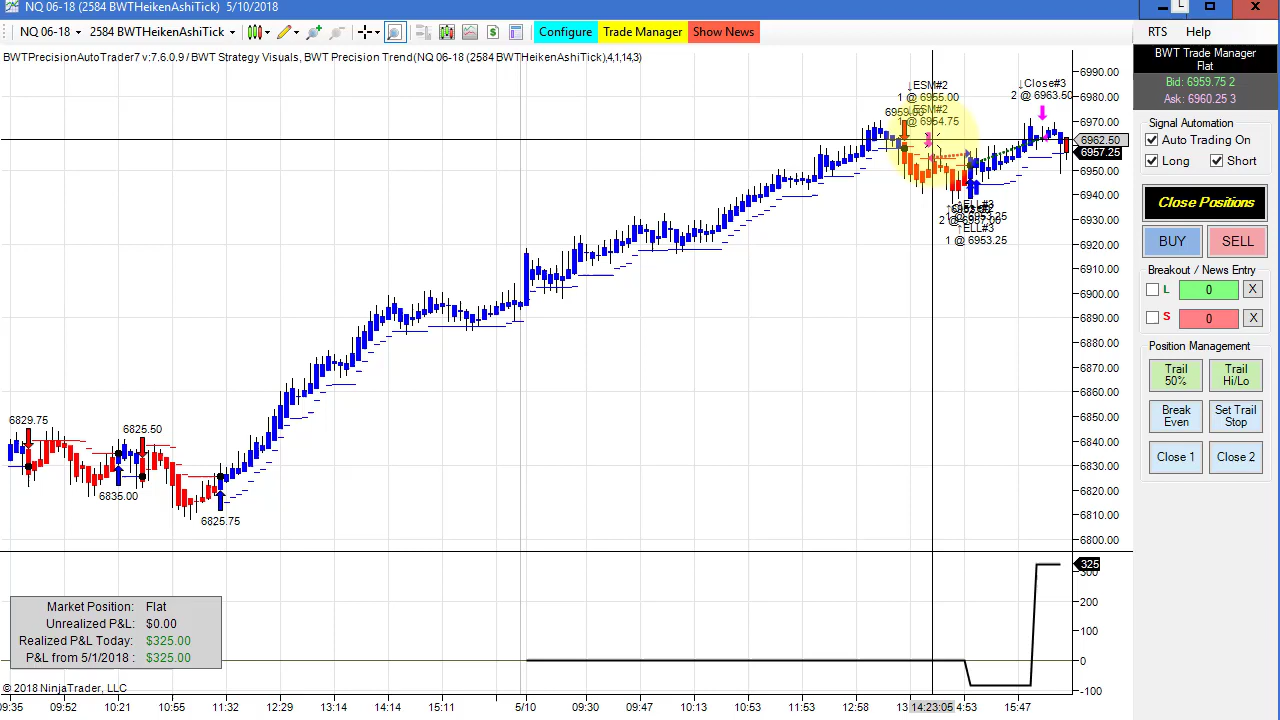 NQ 06-18 (2584 BWTHeikenAshiTick) 5/10/2018
NQ 06-18 2584 BWTHeikenAshiTick Configure Trade Manager Show News RTS Help
BWTPrecisionAutoTrader7 v:7.6.0.9 / BWT Strategy Visuals, BWT Precision Trend(NQ 06-18 (2584 BWTHeikenAshiTick),4,1,14,3)
BWT Trade Manager
Flat
Bid: 6959.75 2
Ask: 6960.25 3
Signal Automation
Auto Trading On
Long Short
Close Positions
BUY SELL
Breakout / News Entry
L 0 X
S 0 X
Position Management
Trail 50%
Trail Hi/Lo
Break Even
Set Trail Stop
Close 1 Close 2
↓ESM#2
1 @ 6955.00
↓ESM#2
1 @ 6954.75
↓Close#3
2 @ 6963.50
↑ELL#3
1 @ 6953.25
6829.75
6825.50
6835.00
6825.75
6990.00
6980.00
6970.00
6962.50
6957.25
6950.00
6940.00
6930.00
6920.00
6910.00
6900.00
6890.00
6880.00
6870.00
6860.00
6850.00
6840.00
6830.00
6820.00
6810.00
6800.00
325
300
200
100
0
-100
Market Position: Flat
Unrealized P&L: $0.00
Realized P&L Today: $325.00
P&L from 5/1/2018 : $325.00
© 2018 NinjaTrader, LLC
09:35 09:52 10:21 10:55 11:32 12:29 13:14 14:14 15:11 5/10 09:30 09:47 10:13 10:53 11:53 12:58 13 14:23:05 4:53 15:47